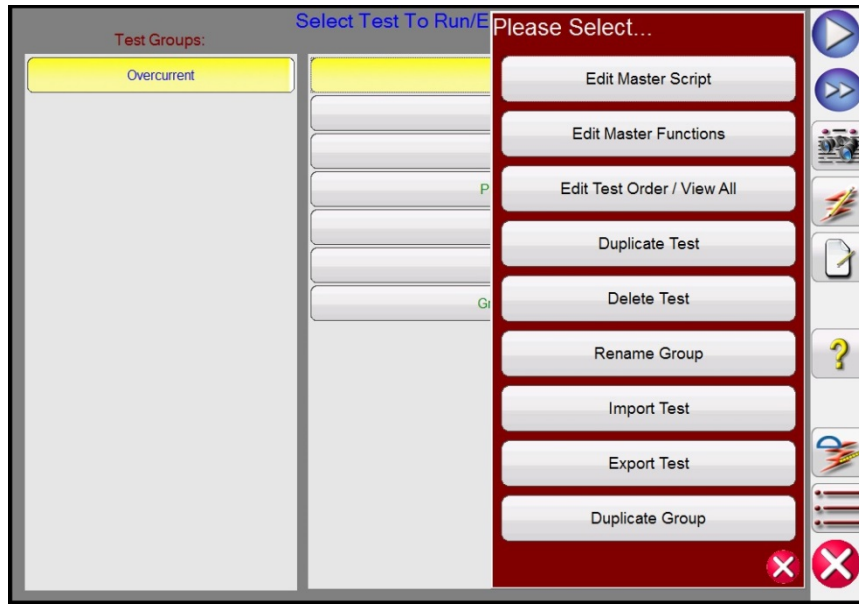 Select Test To Run/E
Test Groups:
Overcurrent
P
Gr
Please Select...
Edit Master Script
Edit Master Functions
Edit Test Order / View All
Duplicate Test
Delete Test
Rename Group
Import Test
Export Test
Duplicate Group